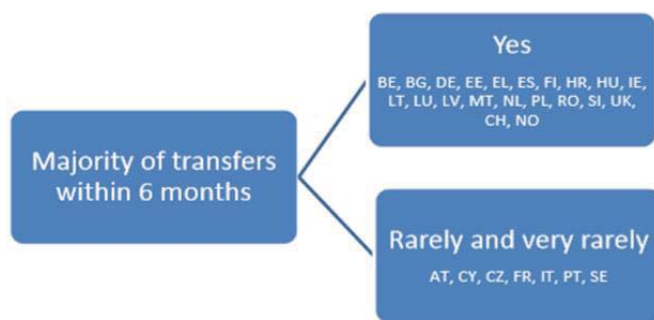 Majority of transfers
within 6 months
Yes
BE, BG, DE, EE, EL, ES, FI, HR, HU, IE,
LT, LU, LV, MT, NL, PL, RO, SI, UK,
CH, NO
Rarely and very rarely
AT, CY, CZ, FR, IT, PT, SE